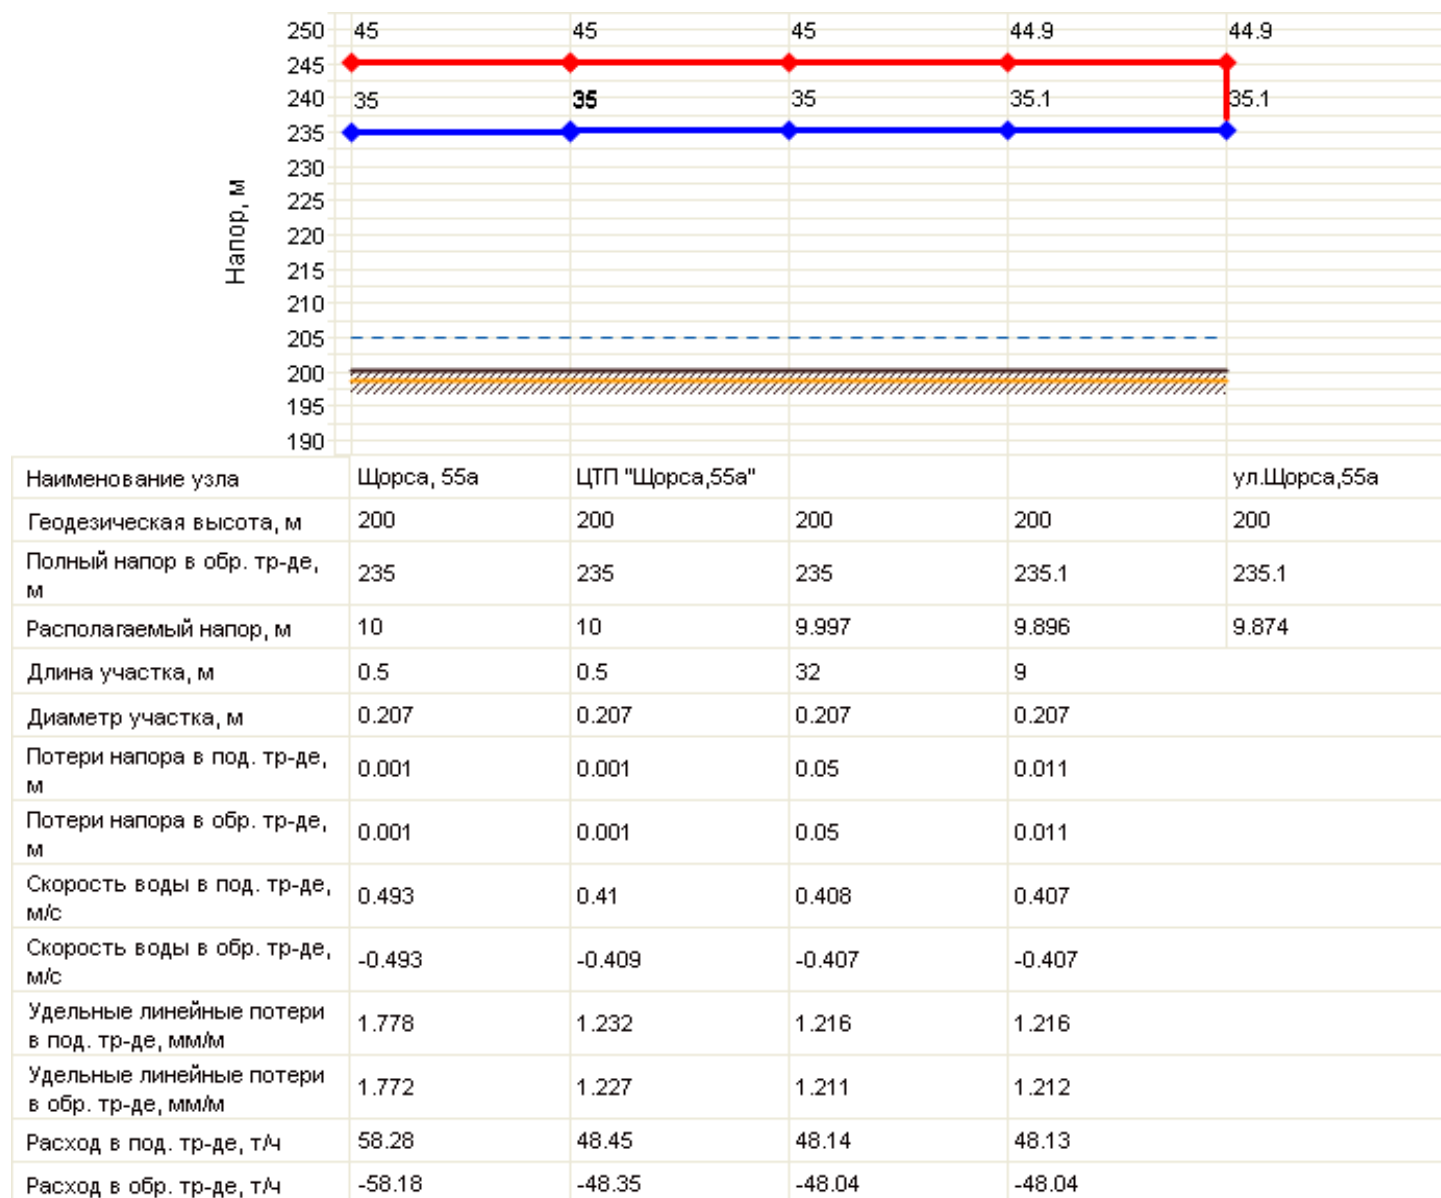 250 45 45 45 44.9 44.9
245
240 35 35 35 35.1 35.1
235
230
225
220
215
210
205
200
195
190
Напор, м
Наименование узла Щорса, 55а ЦТП "Щорса,55а" ул.Щорса,55а
Геодезическая высота, м 200 200 200 200 200
Полный напор в обр. тр-де,
м 235 235 235 235.1 235.1
Располагаемый напор, м 10 10 9.997 9.896 9.874
Длина участка, м 0.5 0.5 32 9
Диаметр участка, м 0.207 0.207 0.207 0.207
Потери напора в под. тр-де,
м 0.001 0.001 0.05 0.011
Потери напора в обр. тр-де,
м 0.001 0.001 0.05 0.011
Скорость воды в под. тр-де,
м/с 0.493 0.41 0.408 0.407
Скорость воды в обр. тр-де,
м/с -0.493 -0.409 -0.407 -0.407
Удельные линейные потери
в под. тр-де, мм/м 1.778 1.232 1.216 1.216
Удельные линейные потери
в обр. тр-де, мм/м 1.772 1.227 1.211 1.212
Расход в под. тр-де, т/ч 58.28 48.45 48.14 48.13
Расход в обр. тр-де, т/ч -58.18 -48.35 -48.04 -48.04